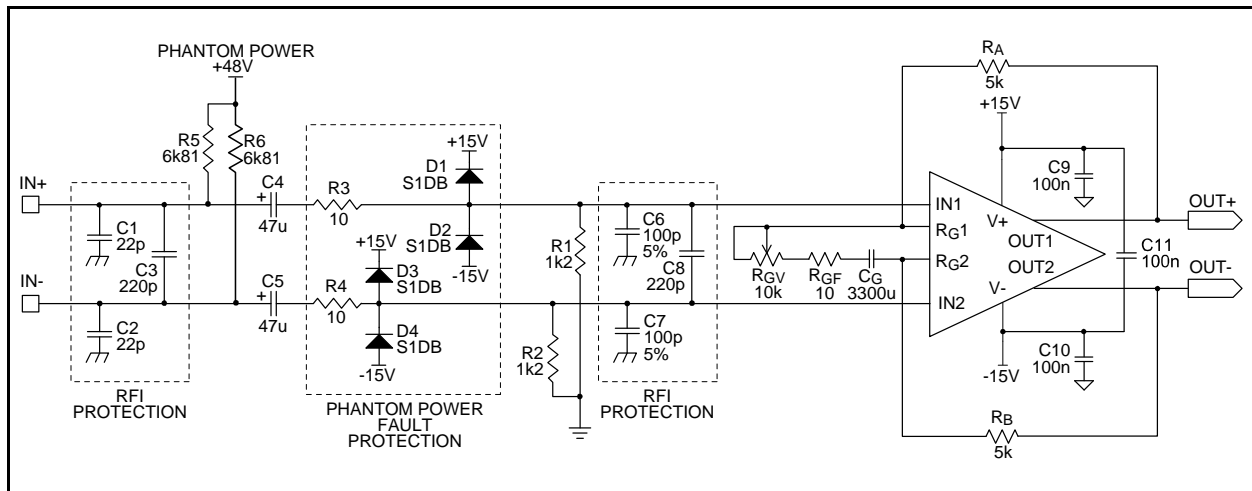 PHANTOM POWER
+48V
R5
6k81
R6
6k81
IN+
IN-
C1
22p
C2
22p
C3
220p
RFI
PROTECTION
C4
+
47u
C5
+
47u
R3
10
R4
10
+15V
D1
S1DB
D2
S1DB
-15V
+15V
D3
S1DB
D4
S1DB
-15V
PHANTOM POWER
FAULT
PROTECTION
R1
1k2
R2
1k2
C6
100p
5%
C8
220p
C7
100p
5%
RFI
PROTECTION
RGV
10k
RGF
10
CG
3300u
RA
5k
+15V
C9
100n
IN1
RG1
RG2
IN2
V+
OUT1
OUT2
V-
C11
100n
OUT+
OUT-
C10
100n
-15V
RB
5k